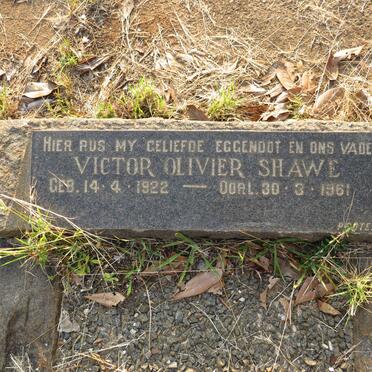 HIER RUS MY GELIEFDE EGGENOOT EN ONS VADER
VICTOR OLIVIER SHAWE
GEB. 14-4-1922 — OORL. 30-3-1961